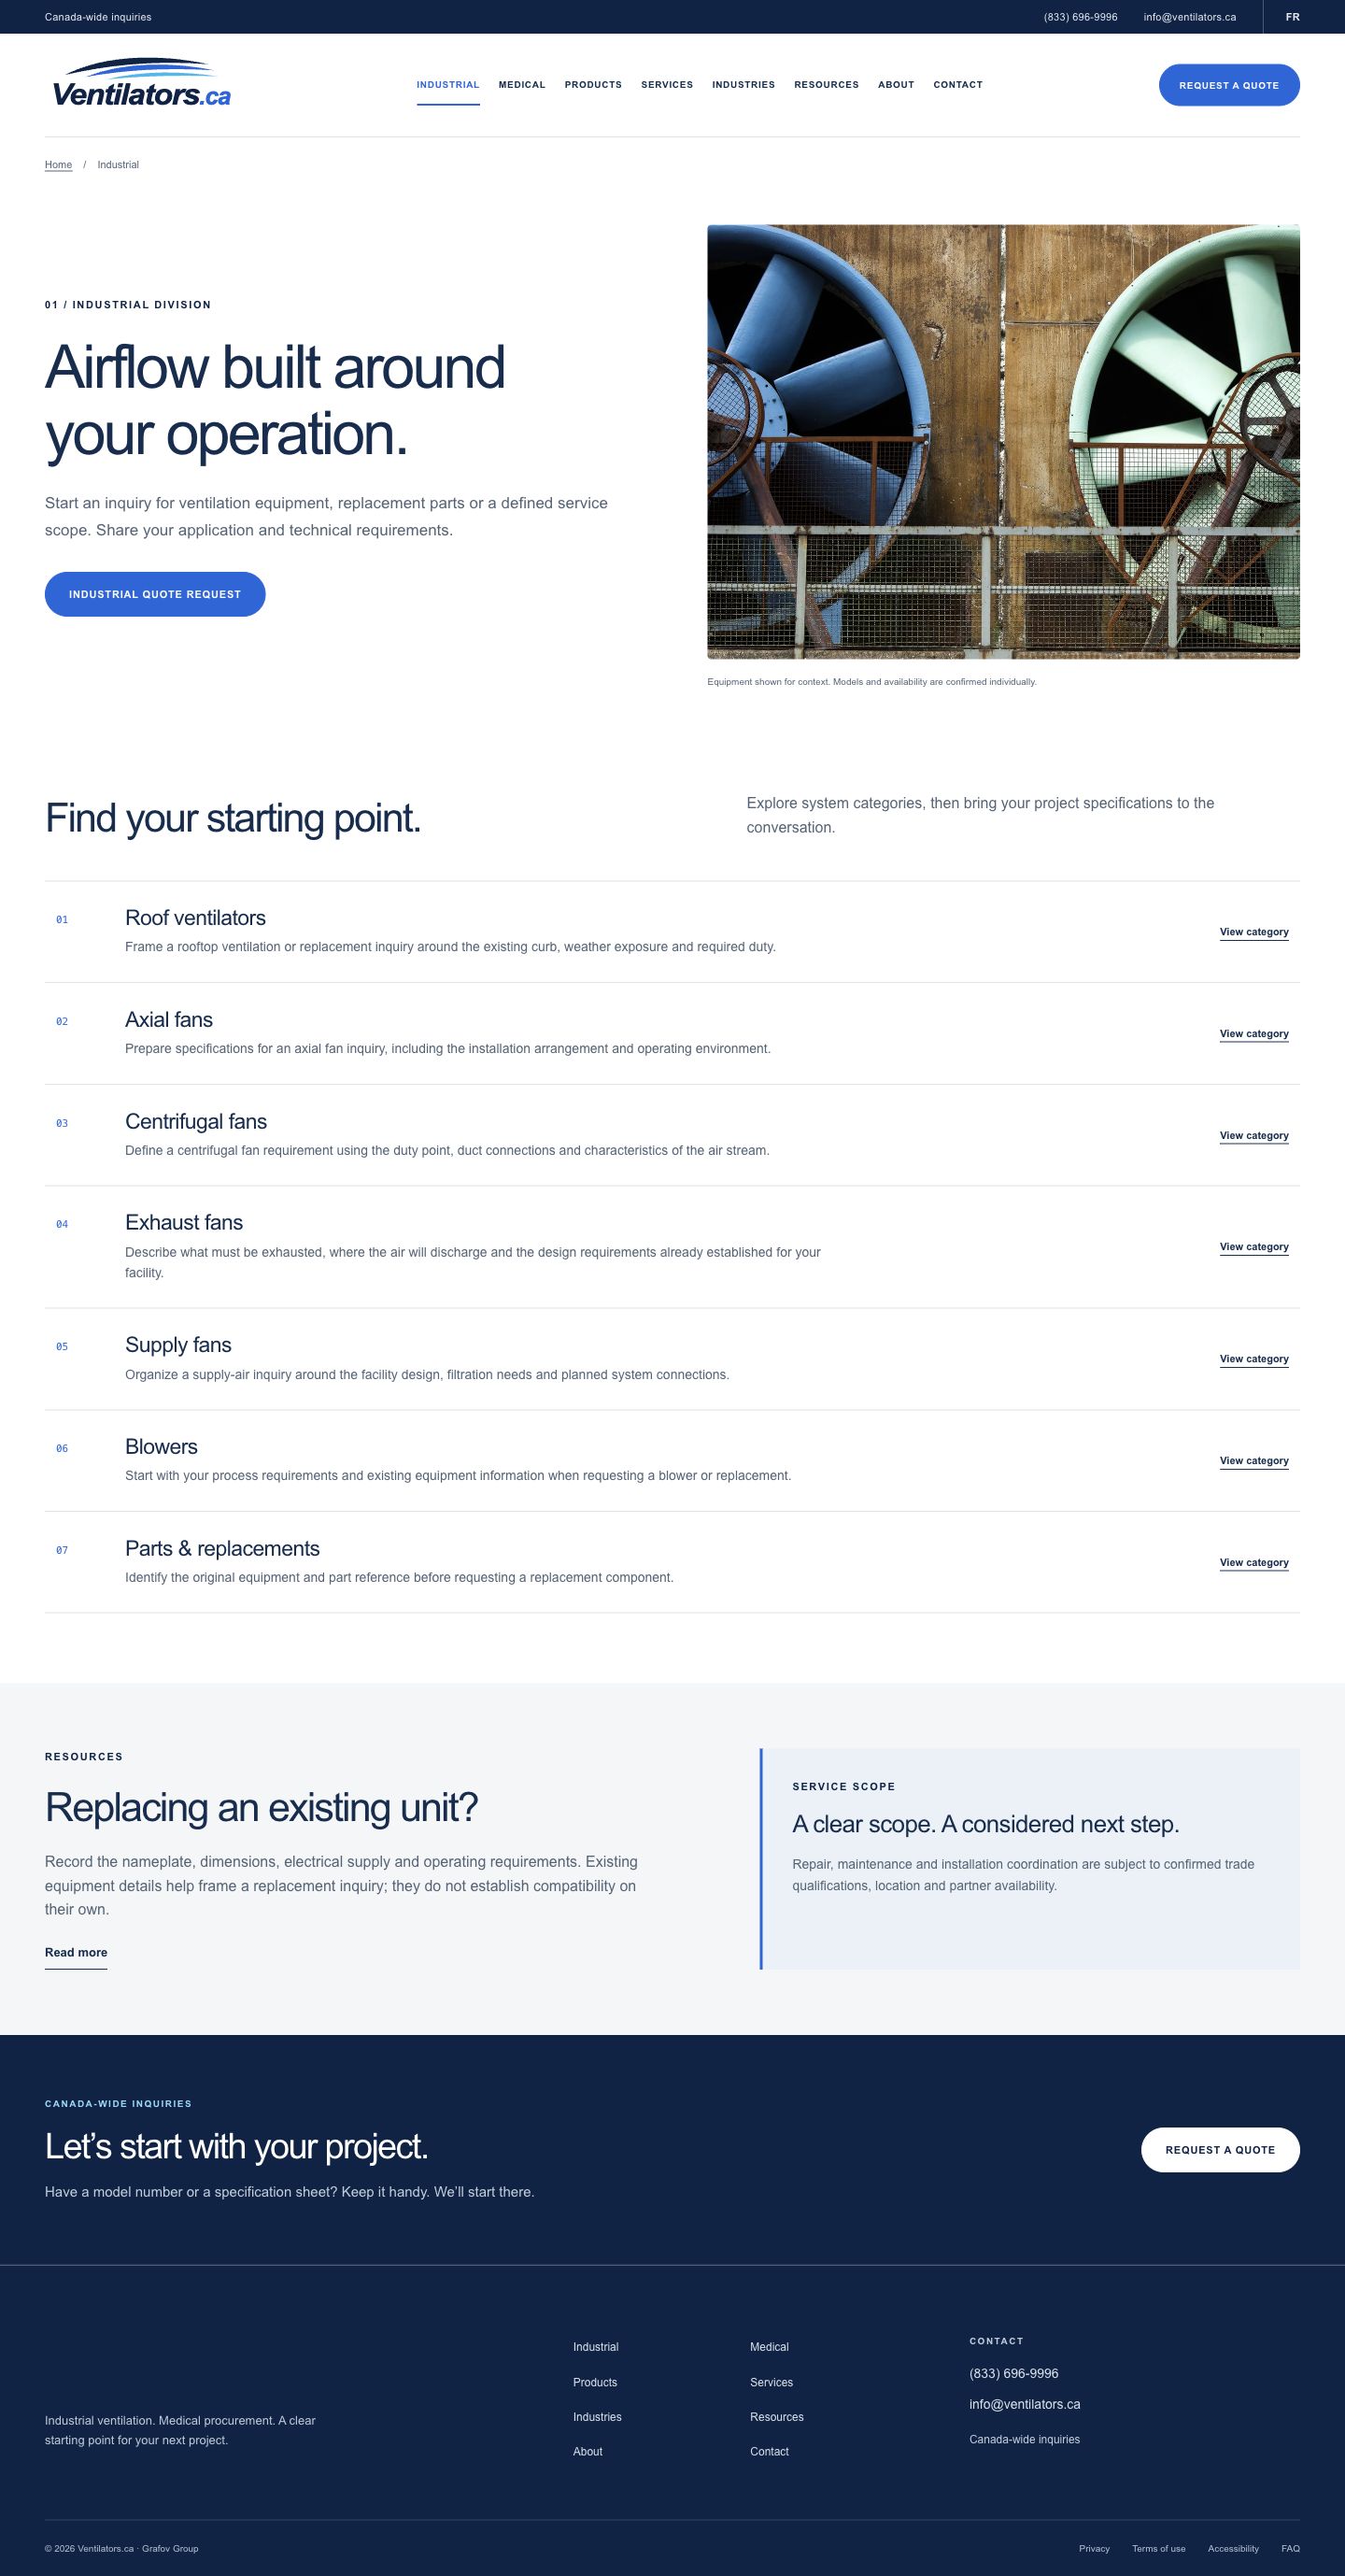 Canada-wide inquiries
(833) 696-9996
info@ventilators.ca
FR
Ventilators.ca
INDUSTRIAL
MEDICAL
PRODUCTS
SERVICES
INDUSTRIES
RESOURCES
ABOUT
CONTACT
REQUEST A QUOTE
Home / Industrial
01 / INDUSTRIAL DIVISION
Airflow built around
your operation.
Start an inquiry for ventilation equipment, replacement parts or a defined service
scope. Share your application and technical requirements.
INDUSTRIAL QUOTE REQUEST
Equipment shown for context. Models and availability are confirmed individually.
Find your starting point.
Explore system categories, then bring your project specifications to the
conversation.
01
Roof ventilators
Frame a rooftop ventilation or replacement inquiry around the existing curb, weather exposure and required duty.
View category
02
Axial fans
Prepare specifications for an axial fan inquiry, including the installation arrangement and operating environment.
View category
03
Centrifugal fans
Define a centrifugal fan requirement using the duty point, duct connections and characteristics of the air stream.
View category
04
Exhaust fans
Describe what must be exhausted, where the air will discharge and the design requirements already established for your
facility.
View category
05
Supply fans
Organize a supply-air inquiry around the facility design, filtration needs and planned system connections.
View category
06
Blowers
Start with your process requirements and existing equipment information when requesting a blower or replacement.
View category
07
Parts & replacements
Identify the original equipment and part reference before requesting a replacement component.
View category
RESOURCES
Replacing an existing unit?
Record the nameplate, dimensions, electrical supply and operating requirements. Existing
equipment details help frame a replacement inquiry; they do not establish compatibility on
their own.
Read more
SERVICE SCOPE
A clear scope. A considered next step.
Repair, maintenance and installation coordination are subject to confirmed trade
qualifications, location and partner availability.
CANADA-WIDE INQUIRIES
Let’s start with your project.
Have a model number or a specification sheet? Keep it handy. We’ll start there.
REQUEST A QUOTE
Industrial ventilation. Medical procurement. A clear
starting point for your next project.
Industrial
Products
Industries
About
Medical
Services
Resources
Contact
CONTACT
(833) 696-9996
info@ventilators.ca
Canada-wide inquiries
© 2026 Ventilators.ca · Grafov Group
Privacy
Terms of use
Accessibility
FAQ